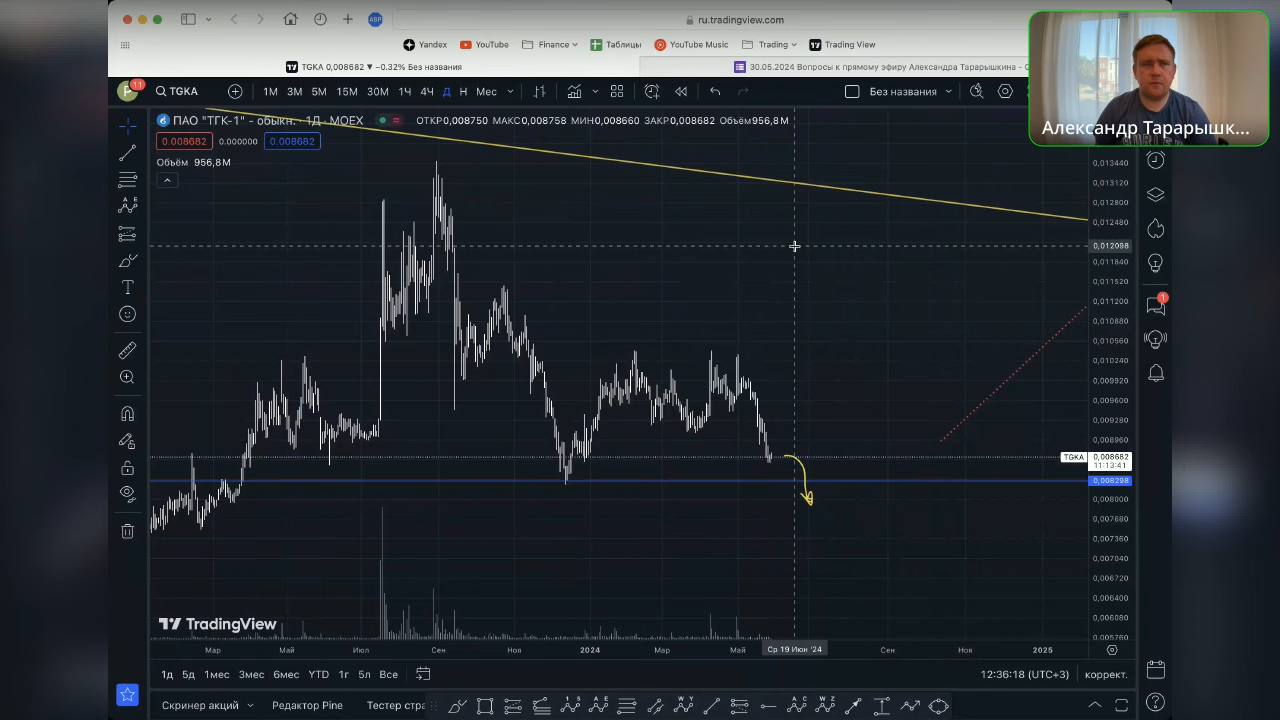 ru.tradingview.com
ABP
Yandex YouTube Finance Таблицы YouTube Music Trading Trading View
TGKA 0,008682 ▼ −0.32% Без названия
30.05.2024 Вопросы к прямому эфиру Александра Тарарышкина - G
P 11 TGKA 1М 3М 5М 15М 30М 1Ч 4Ч Д Н Мес Без названия
Александр Тарарышк...
ПАО "ТГК-1" - обыкн. · 1Д · MOEX ОТКР0,008750 МАКС0,008758 МИН0,008660 ЗАКР0,008682 Объём956,8M
0.008682 0.000000 0.008682
Объём 956,8M
0,013440
0,013120
0,012800
0,012480
0,012098
0,011840
0,011520
0,011200
0,010880
0,010560
0,010240
0,009920
0,009600
0,009280
0,008960
TGKA 0,008682
11:13:41
0,008298
0,008000
0,007680
0,007360
0,007040
0,006720
0,006400
0,006080
0,005760
1
TradingView
Мар Май Июл Сен Ноя 2024 Мар Май Ср 19 Июн '24 Сен Ноя 2025
1д 5д 1мес 3мес 6мес YTD 1г 5л Все 12:36:18 (UTC+3) коррект.
Скринер акций Редактор Pine Тестер стра